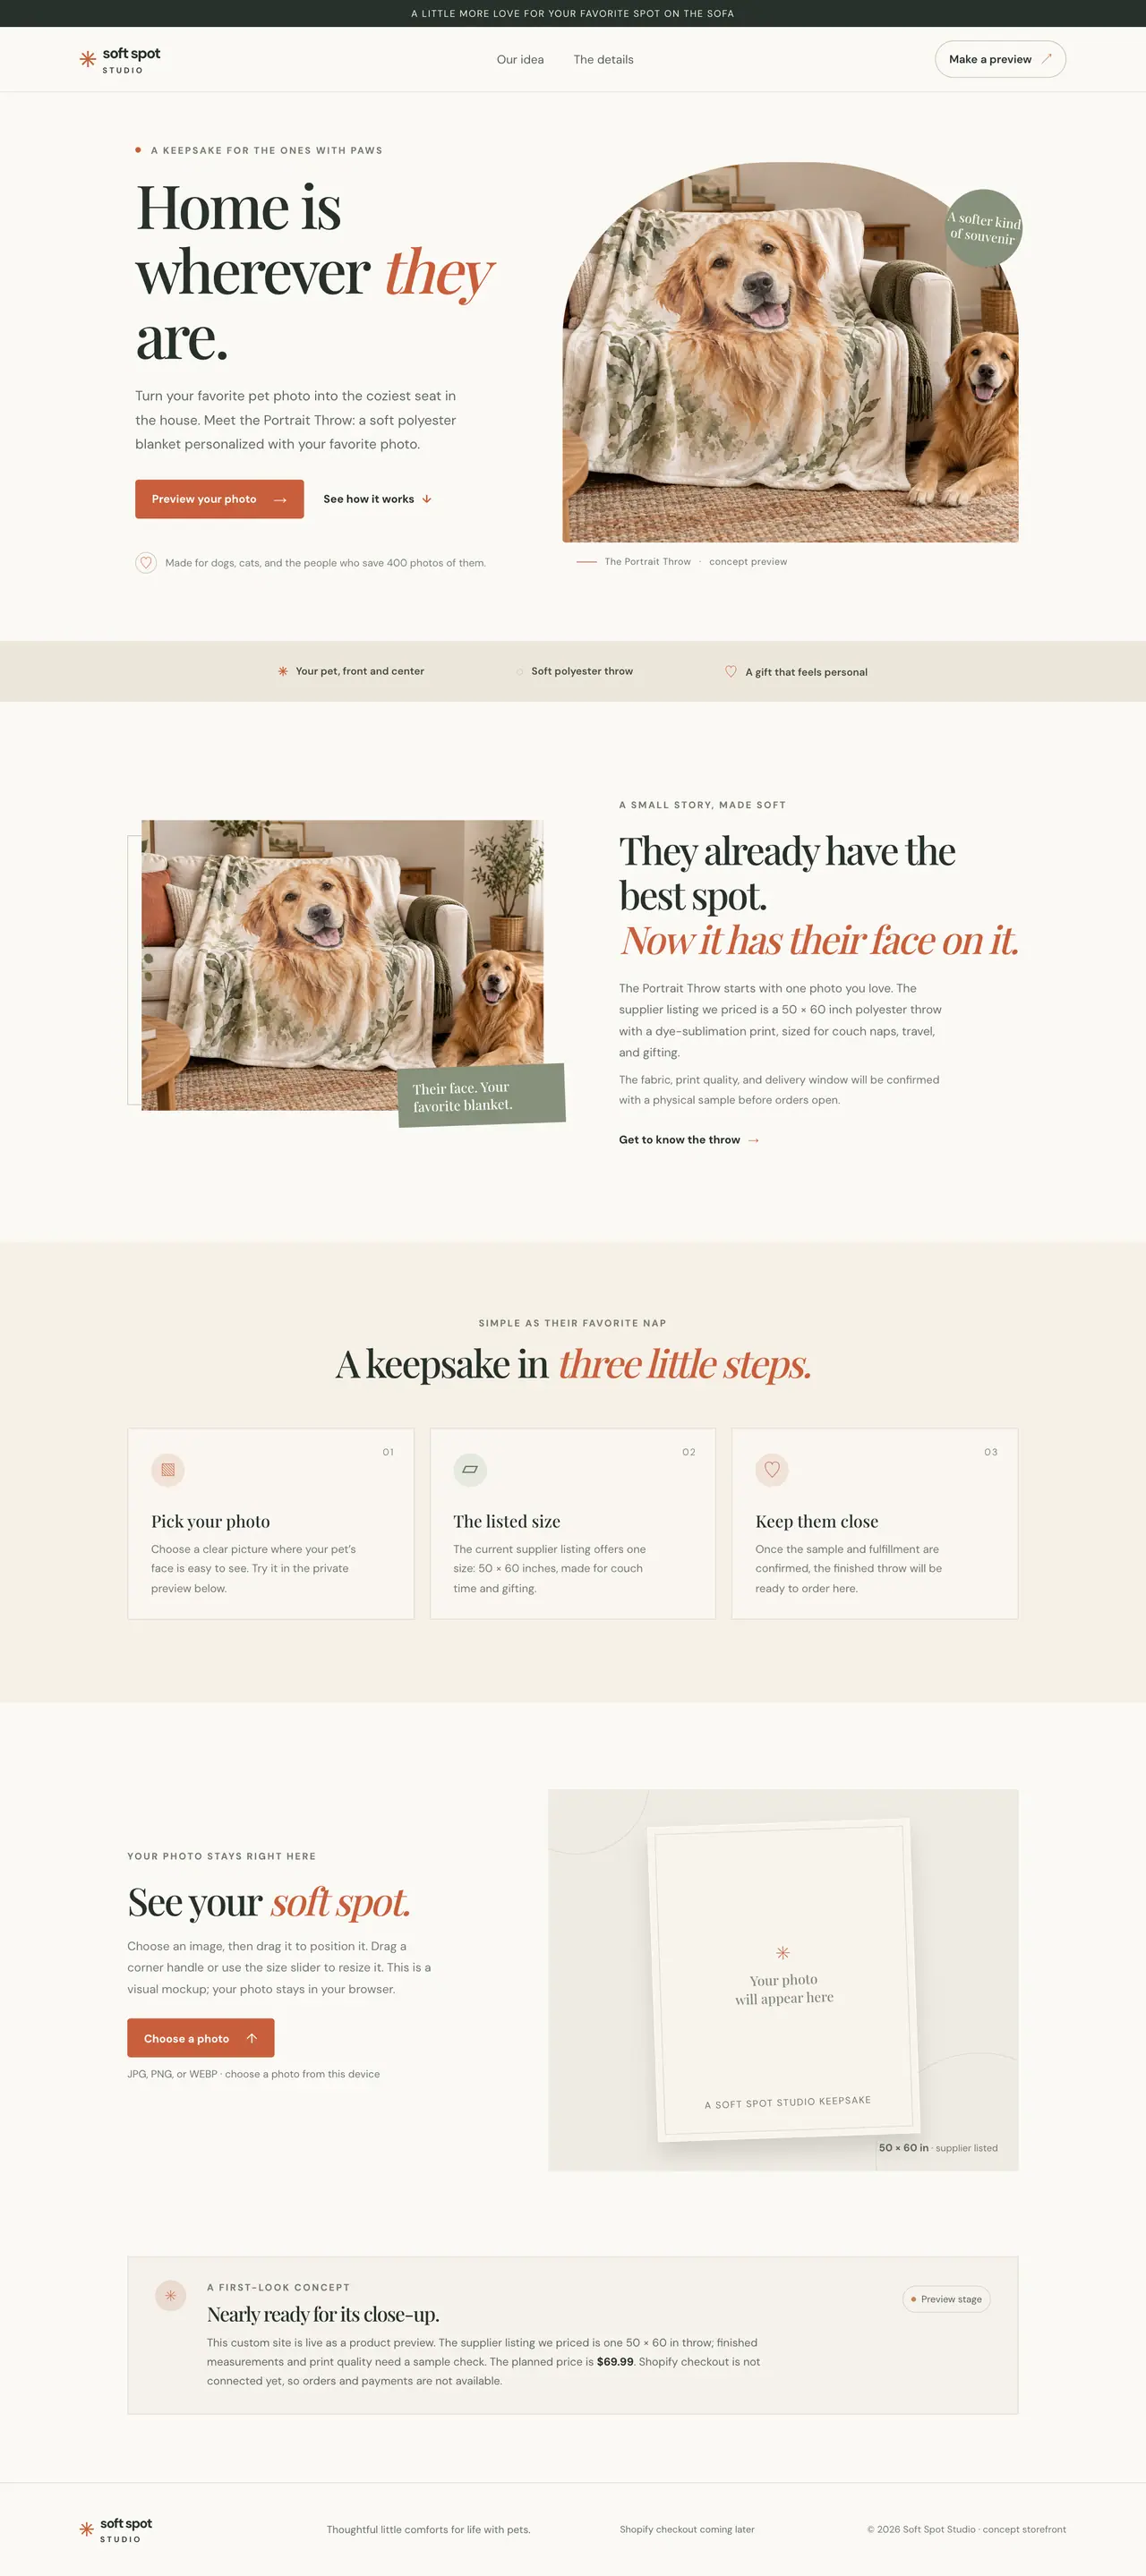 A LITTLE MORE LOVE FOR YOUR FAVORITE SPOT ON THE SOFA
soft spot
STUDIO
Our idea
The details
Make a preview ↗
A KEEPSAKE FOR THE ONES WITH PAWS
Home is
wherever they
are.
Turn your favorite pet photo into the coziest seat in
the house. Meet the Portrait Throw: a soft polyester
blanket personalized with your favorite photo.
Preview your photo →
See how it works ↓
Made for dogs, cats, and the people who save 400 photos of them.
A softer kind
of souvenir
The Portrait Throw · concept preview
Your pet, front and center
Soft polyester throw
A gift that feels personal
Their face. Your
favorite blanket.
A SMALL STORY, MADE SOFT
They already have the
best spot.
Now it has their face on it.
The Portrait Throw starts with one photo you love. The
supplier listing we priced is a 50 × 60 inch polyester throw
with a dye-sublimation print, sized for couch naps, travel,
and gifting.
The fabric, print quality, and delivery window will be confirmed
with a physical sample before orders open.
Get to know the throw →
SIMPLE AS THEIR FAVORITE NAP
A keepsake in three little steps.
01
Pick your photo
Choose a clear picture where your pet's
face is easy to see. Try it in the private
preview below.
02
The listed size
The current supplier listing offers one
size: 50 × 60 inches, made for couch
time and gifting.
03
Keep them close
Once the sample and fulfillment are
confirmed, the finished throw will be
ready to order here.
YOUR PHOTO STAYS RIGHT HERE
See your soft spot.
Choose an image, then drag it to position it. Drag a
corner handle or use the size slider to resize it. This is a
visual mockup; your photo stays in your browser.
Choose a photo ↑
JPG, PNG, or WEBP · choose a photo from this device
Your photo
will appear here
A SOFT SPOT STUDIO KEEPSAKE
50 × 60 in · supplier listed
A FIRST-LOOK CONCEPT
Nearly ready for its close-up.
This custom site is live as a product preview. The supplier listing we priced is one 50 × 60 in throw; finished
measurements and print quality need a sample check. The planned price is $69.99. Shopify checkout is not
connected yet, so orders and payments are not available.
Preview stage
soft spot
STUDIO
Thoughtful little comforts for life with pets.
Shopify checkout coming later
© 2026 Soft Spot Studio · concept storefront